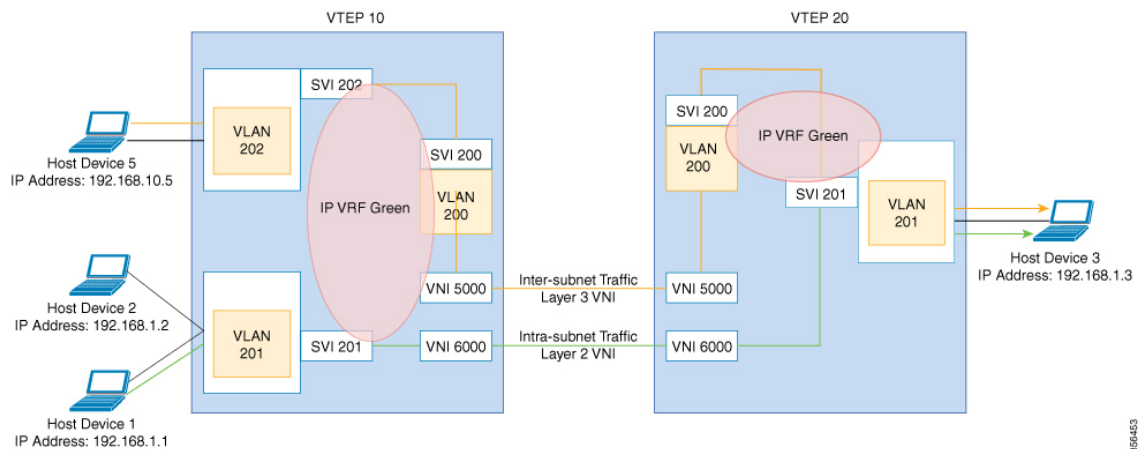 VTEP 10
VTEP 20
SVI 202
VLAN
202
Host Device 5
IP Address: 192.168.10.5
SVI 200
VLAN
200
IP VRF Green
SVI 200
VLAN
200
IP VRF Green
SVI 201
VLAN
201
Host Device 3
IP Address: 192.168.1.3
Host Device 2
IP Address: 192.168.1.2
VNI 5000
Inter-subnet Traffic
Layer 3 VNI
VNI 5000
VLAN
201
SVI 201
VNI 6000
Intra-subnet Traffic
Layer 2 VNI
VNI 6000
Host Device 1
IP Address: 192.168.1.1